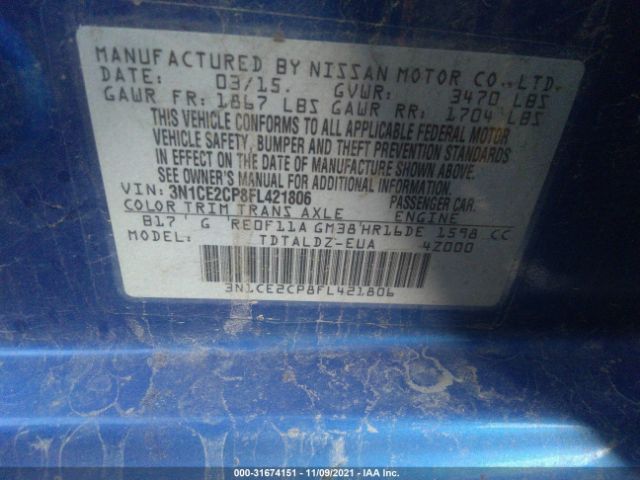 MANUFACTURED BY NISSAN MOTOR CO., LTD.
DATE: 03/15. GVWR: 3470 LBS
GAWR FR: 1867 LBS GAWR RR: 1704 LBS
THIS VEHICLE CONFORMS TO ALL APPLICABLE FEDERAL MOTOR
VEHICLE SAFETY, BUMPER AND THEFT PREVENTION STANDARDS
IN EFFECT ON THE DATE OF MANUFACTURE SHOWN ABOVE.
SEE OWNER'S MANUAL FOR ADDITIONAL INFORMATION.
VIN: 3N1CE2CP8FL421806 PASSENGER CAR.
COLOR TRIM TRANS AXLE ENGINE
B17 G RE0F11A GM38 HR16DE 1598 CC
MODEL: TDTALDZ-EUA 4Z000
3N1CE2CP8FL421806
000-31674151 - 11/09/2021 - IAA Inc.